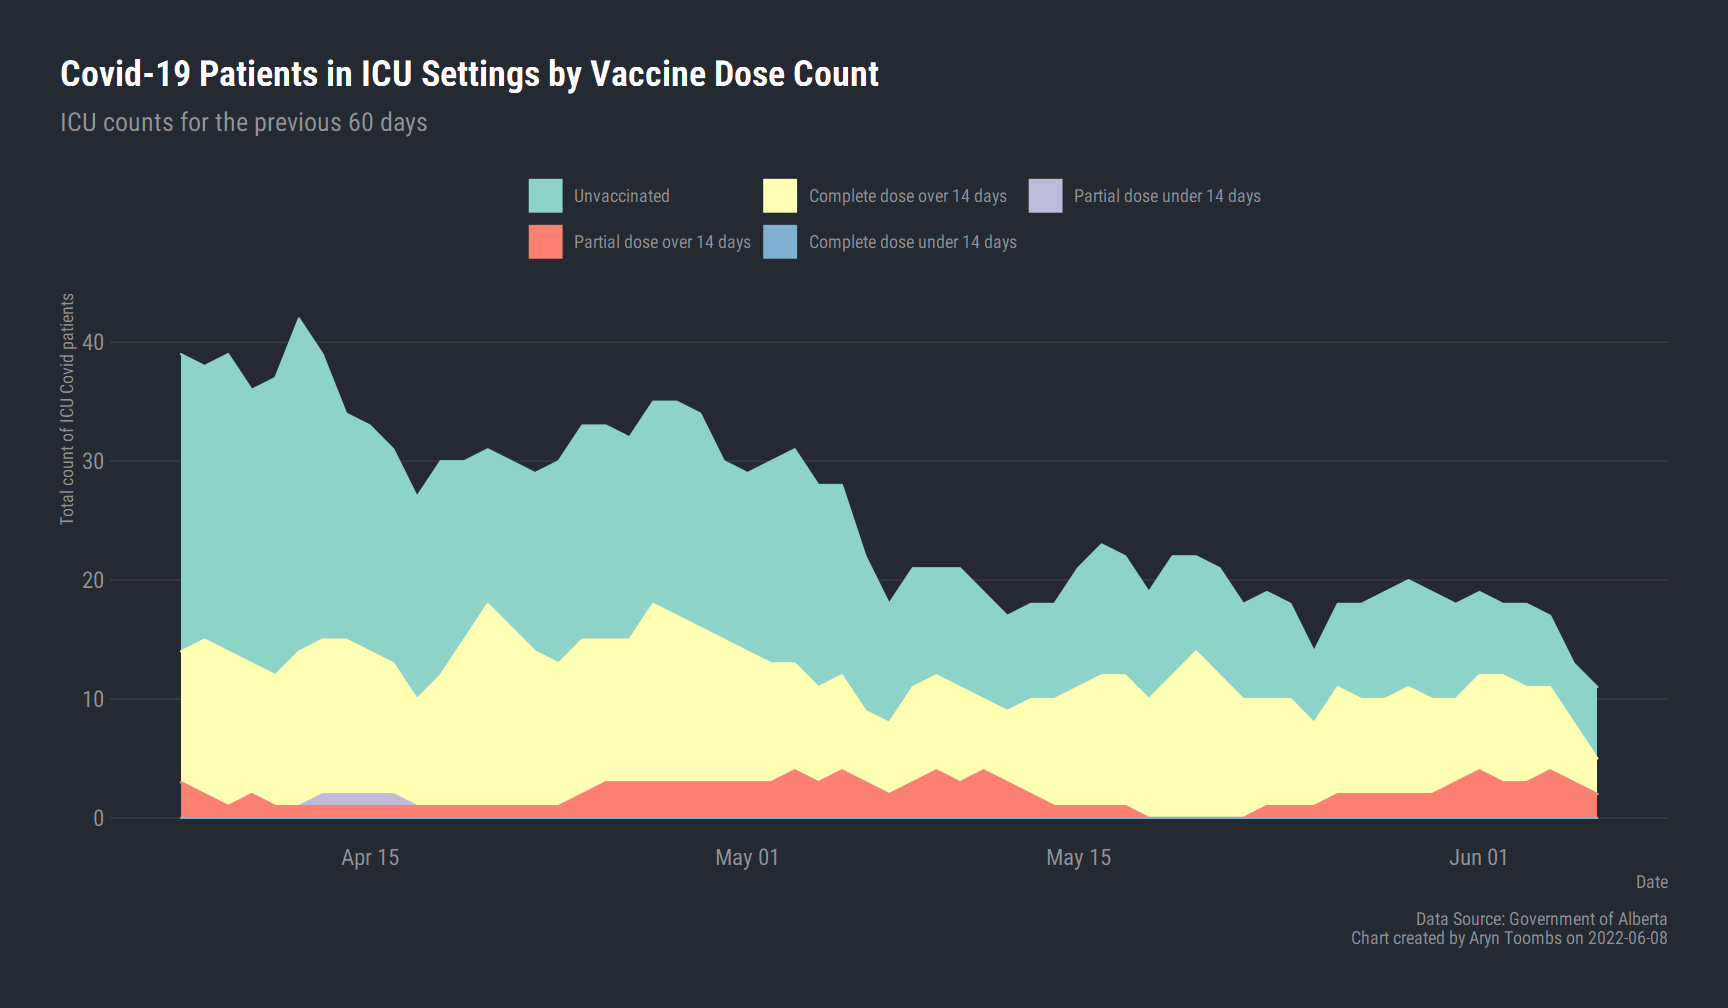 Covid-19 Patients in ICU Settings by Vaccine Dose Count
ICU counts for the previous 60 days
Unvaccinated
Complete dose over 14 days
Partial dose under 14 days
Partial dose over 14 days
Complete dose under 14 days
Total count of ICU Covid patients
40
30
20
10
0
Apr 15
May 01
May 15
Jun 01
Date
Data Source: Government of Alberta
Chart created by Aryn Toombs on 2022-06-08